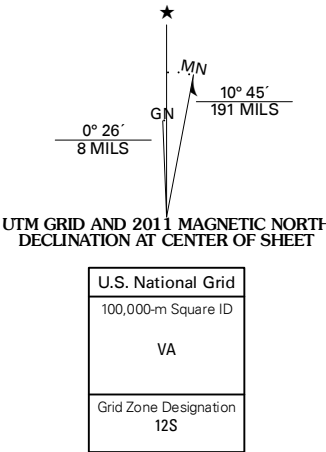 MN
GN
10° 45´
191 MILS
0° 26´
8 MILS
UTM GRID AND 2011 MAGNETIC NORTH
DECLINATION AT CENTER OF SHEET
U.S. National Grid
100,000-m Square ID
VA
Grid Zone Designation
12S